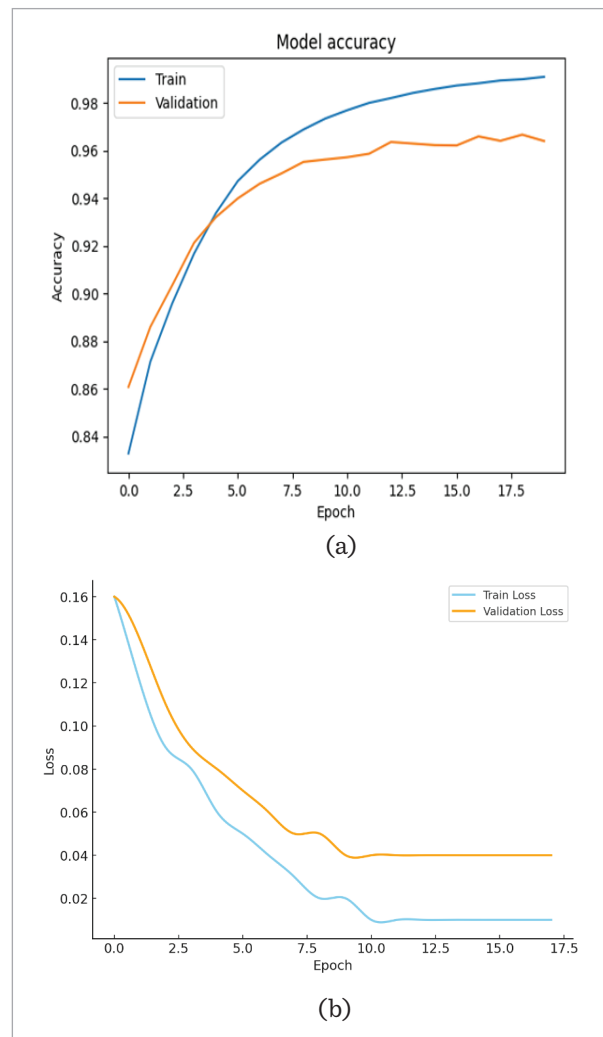 Model accuracy
Train
Validation
0.98
0.96
0.94
0.92
0.90
0.88
0.86
0.84
Accuracy
0.0 2.5 5.0 7.5 10.0 12.5 15.0 17.5
Epoch
(a)
Train Loss
Validation Loss
0.16
0.14
0.12
0.10
0.08
0.06
0.04
0.02
Loss
0.0 2.5 5.0 7.5 10.0 12.5 15.0 17.5
Epoch
(b)